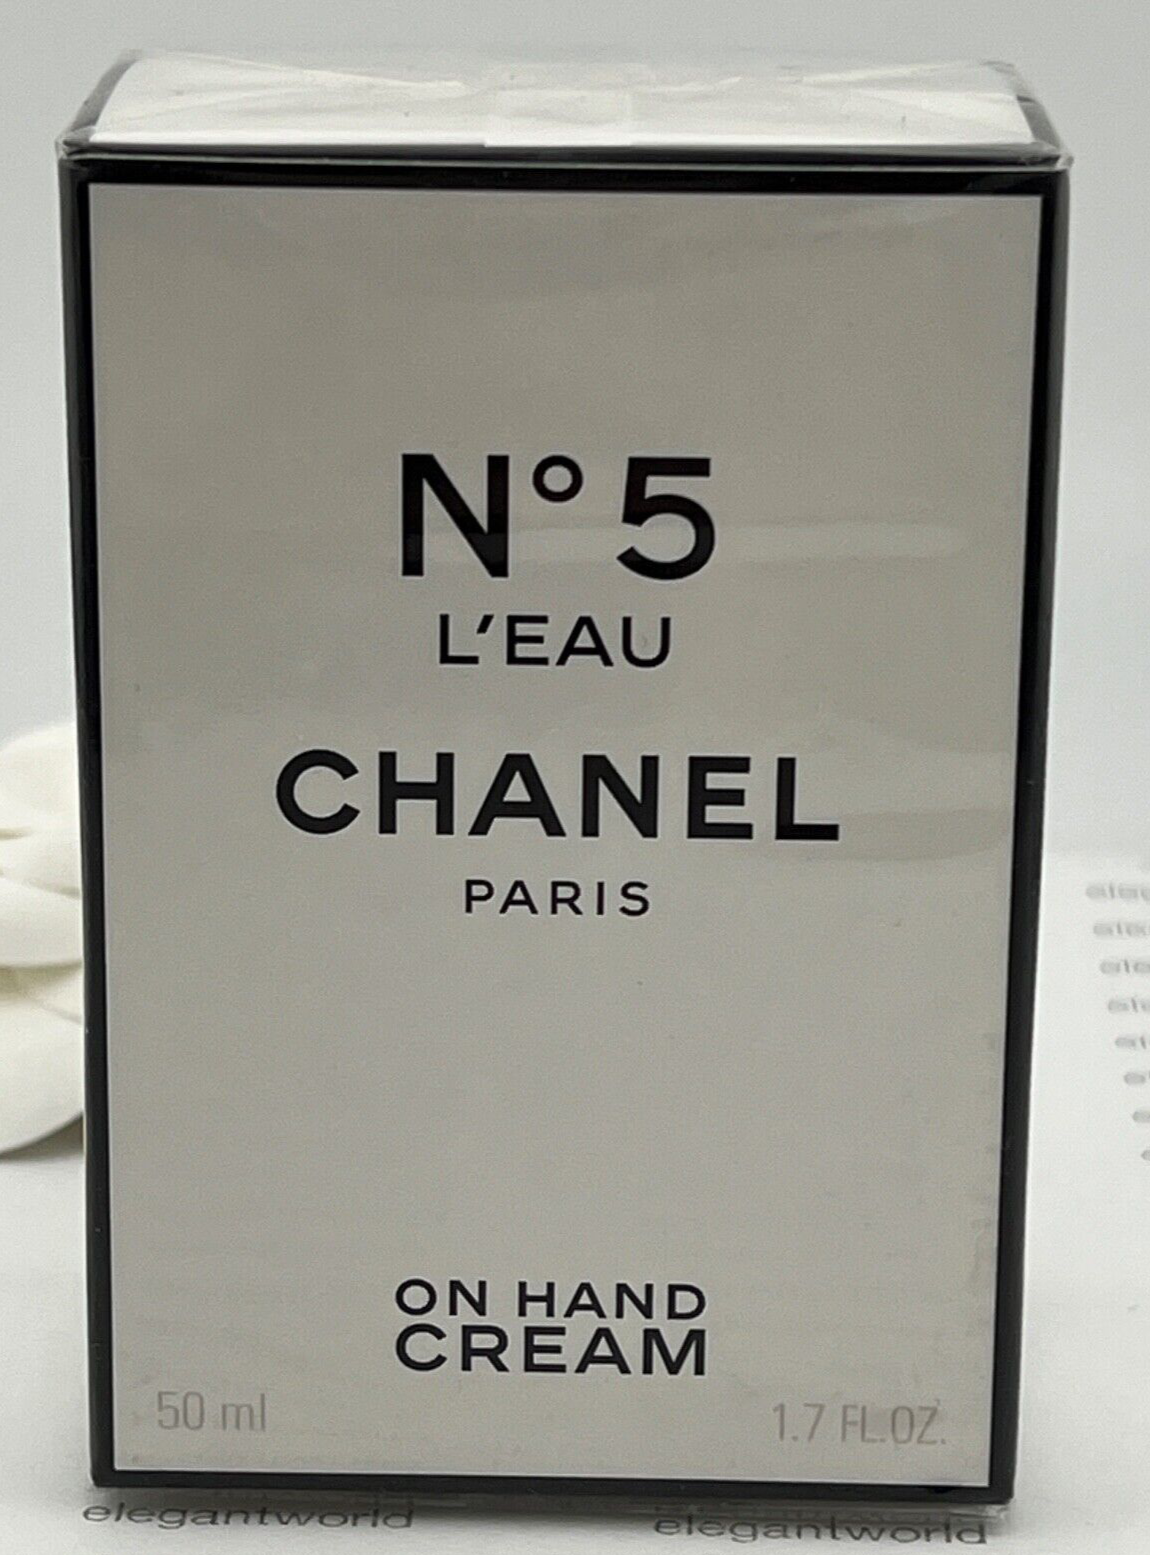 N° 5
L'EAU
CHANEL
PARIS
ON HAND
CREAM
50 ml
1.7 FL.OZ.
elegantworld
elegantworld